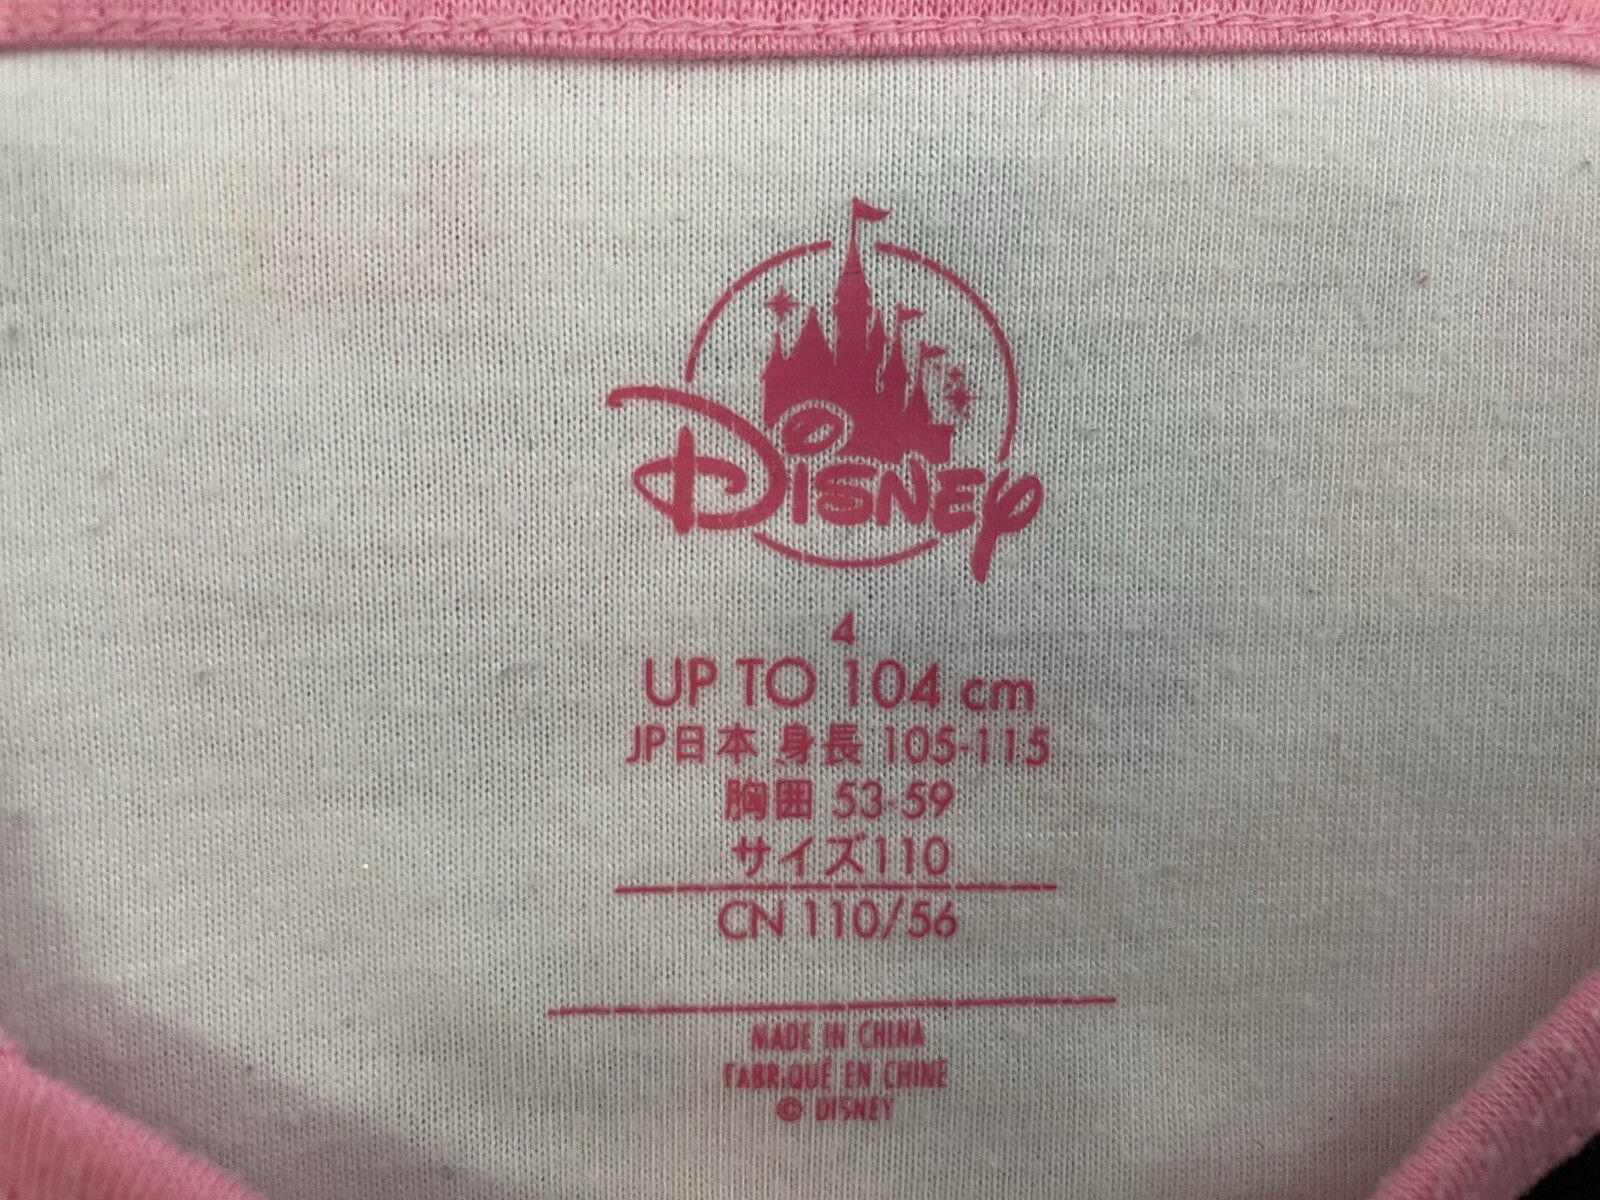 Disney
4
UP TO 104 cm
JP日本 身長 105-115
胸囲 53-59
サイズ110
CN 110/56
MADE IN CHINA
FABRIQUÉ EN CHINE
© DISNEY